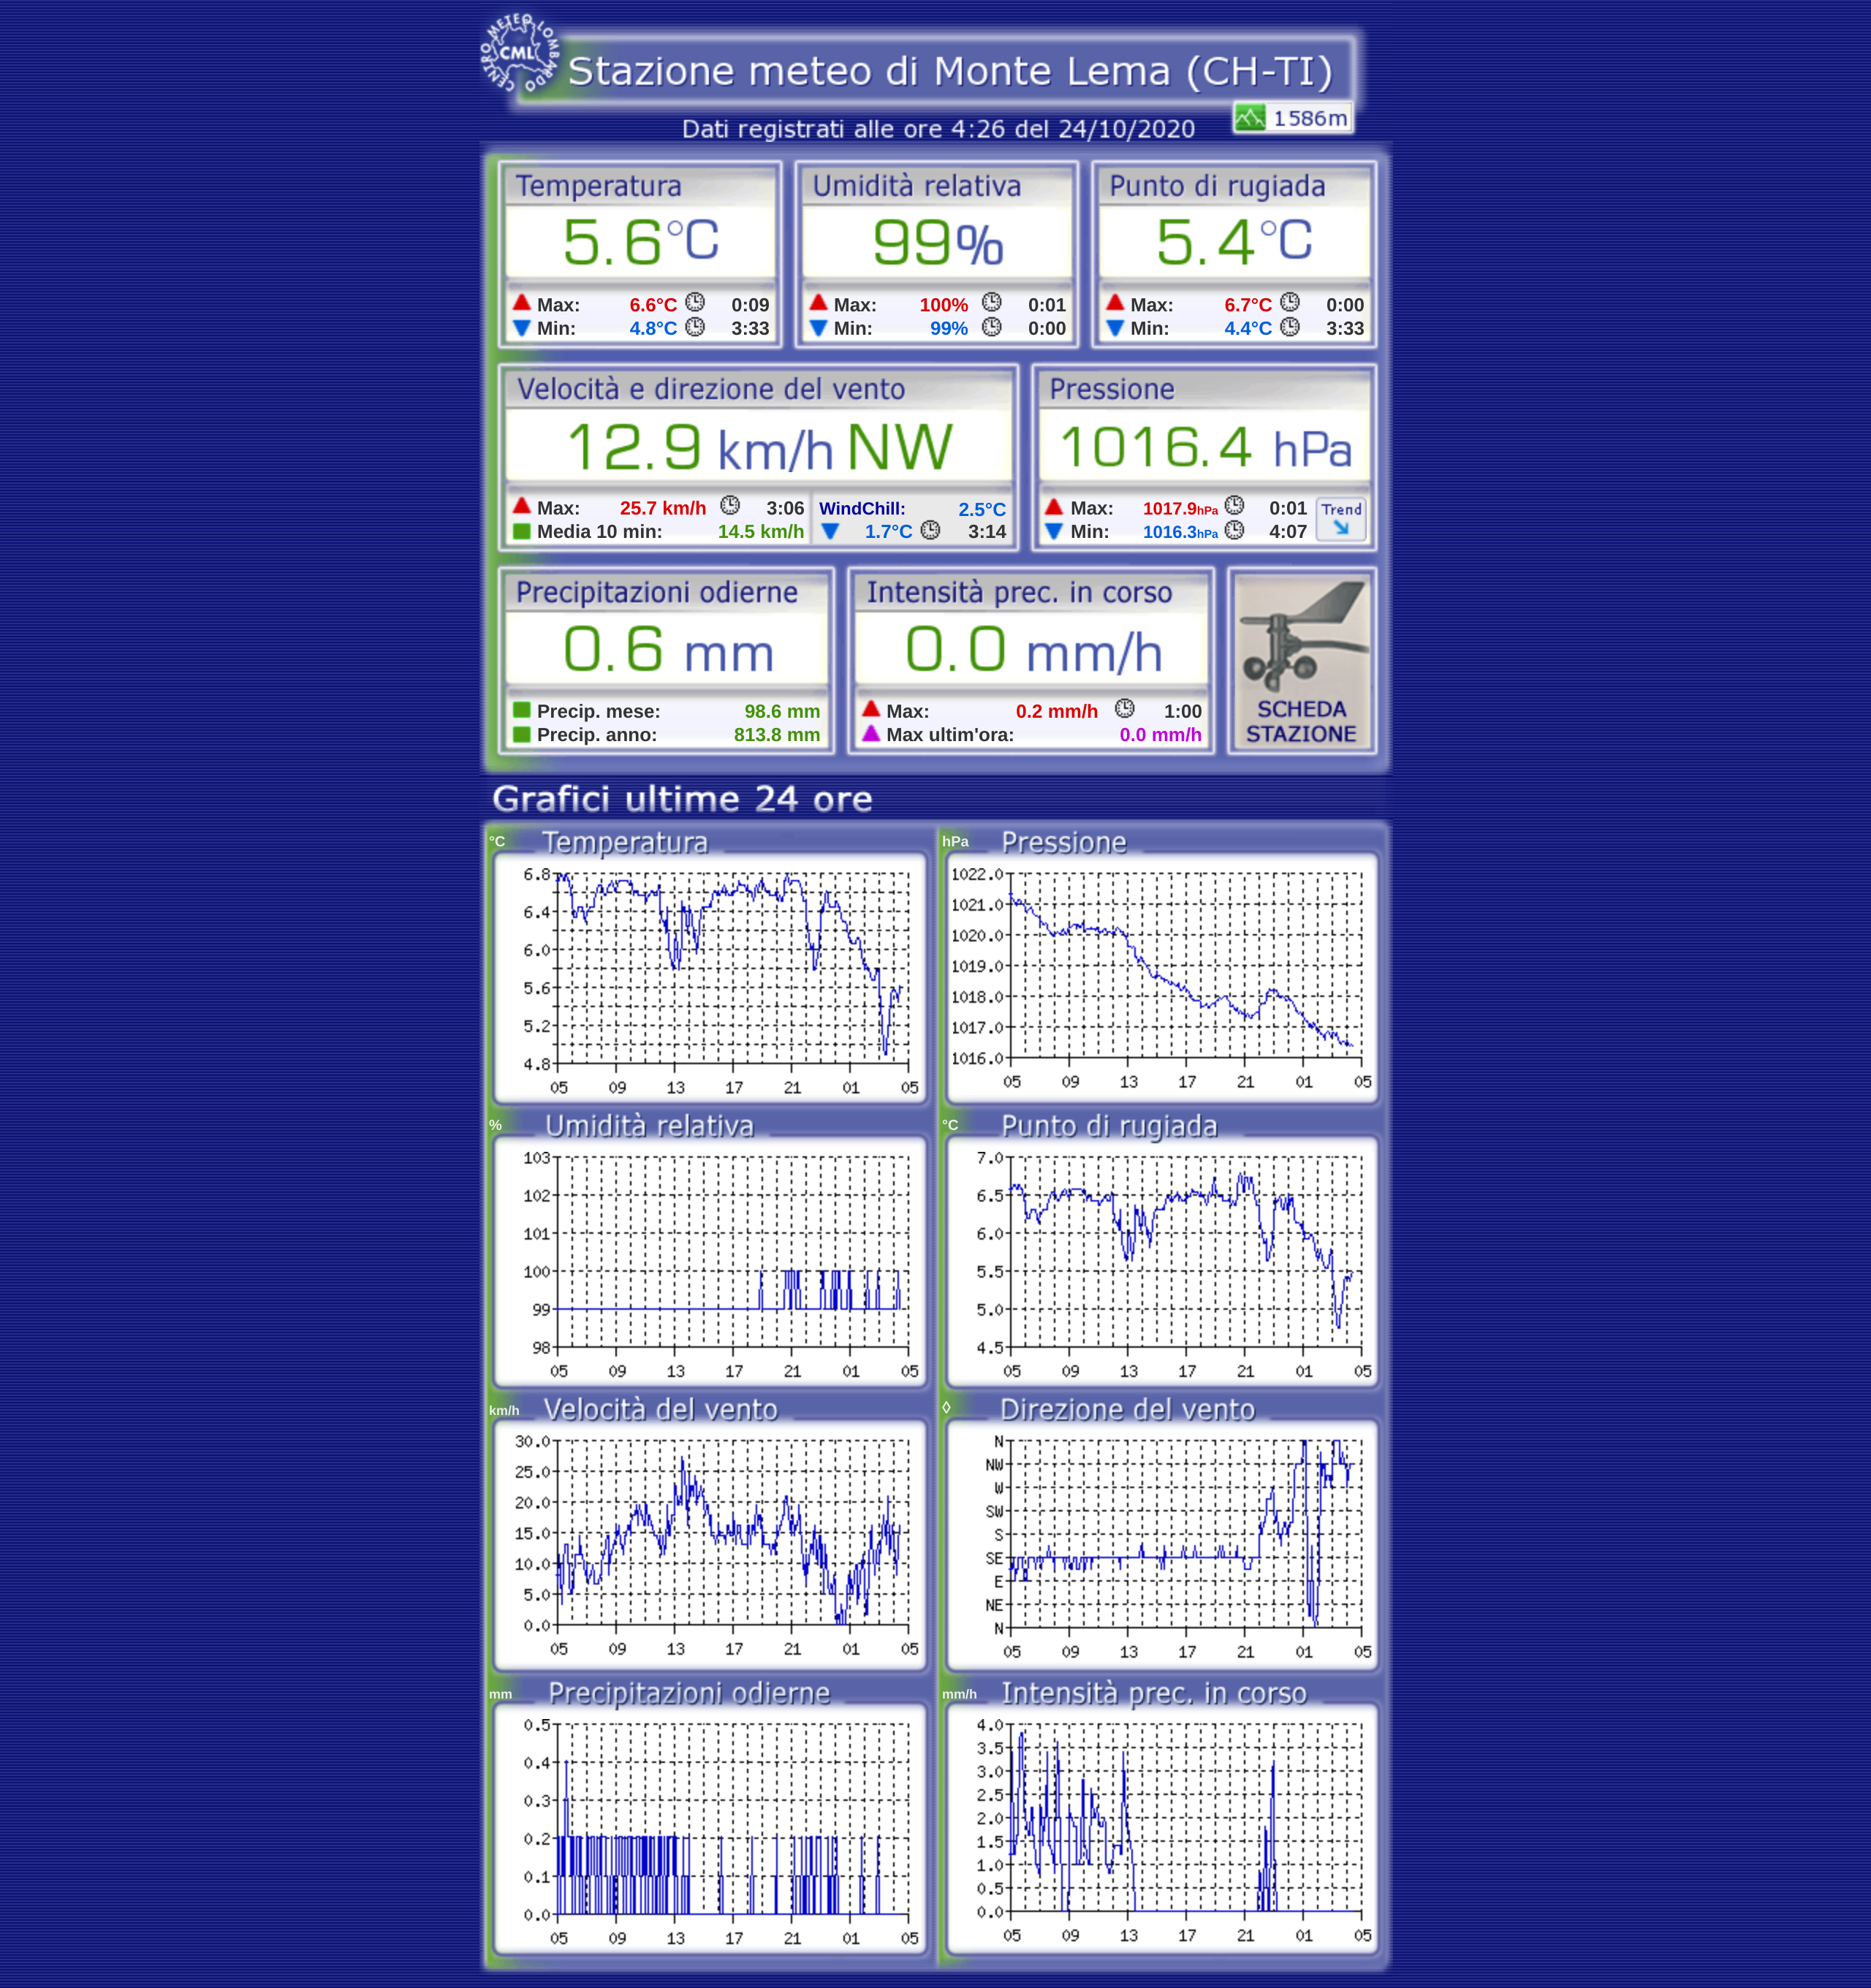 CENTRO METEO LOMBARDO
CML
Stazione meteo di Monte Lema (CH-TI)
1586m
Dati registrati alle ore 4:26 del 24/10/2020
Temperatura
5.6°C
Max: 6.6°C 0:09
Min: 4.8°C 3:33
Umidità relativa
99%
Max: 100% 0:01
Min: 99% 0:00
Punto di rugiada
5.4°C
Max: 6.7°C 0:00
Min: 4.4°C 3:33
Velocità e direzione del vento
12.9 km/h NW
Max: 25.7 km/h 3:06
Media 10 min: 14.5 km/h
WindChill: 2.5°C
1.7°C 3:14
Pressione
1016.4 hPa
Max: 1017.9hPa 0:01
Min: 1016.3hPa 4:07
Trend
Precipitazioni odierne
0.6 mm
Precip. mese: 98.6 mm
Precip. anno: 813.8 mm
Intensità prec. in corso
0.0 mm/h
Max: 0.2 mm/h 1:00
Max ultim'ora: 0.0 mm/h
SCHEDA
STAZIONE
Grafici ultime 24 ore
°C Temperatura
6.8
6.4
6.0
5.6
5.2
4.8
05 09 13 17 21 01 05
hPa Pressione
1022.0
1021.0
1020.0
1019.0
1018.0
1017.0
1016.0
05 09 13 17 21 01 05
% Umidità relativa
103
102
101
100
99
98
05 09 13 17 21 01 05
°C Punto di rugiada
7.0
6.5
6.0
5.5
5.0
4.5
05 09 13 17 21 01 05
km/h Velocità del vento
30.0
25.0
20.0
15.0
10.0
5.0
0.0
05 09 13 17 21 01 05
◊ Direzione del vento
N
NW
W
SW
S
SE
E
NE
N
05 09 13 17 21 01 05
mm Precipitazioni odierne
0.5
0.4
0.3
0.2
0.1
0.0
05 09 13 17 21 01 05
mm/h Intensità prec. in corso
4.0
3.5
3.0
2.5
2.0
1.5
1.0
0.5
0.0
05 09 13 17 21 01 05